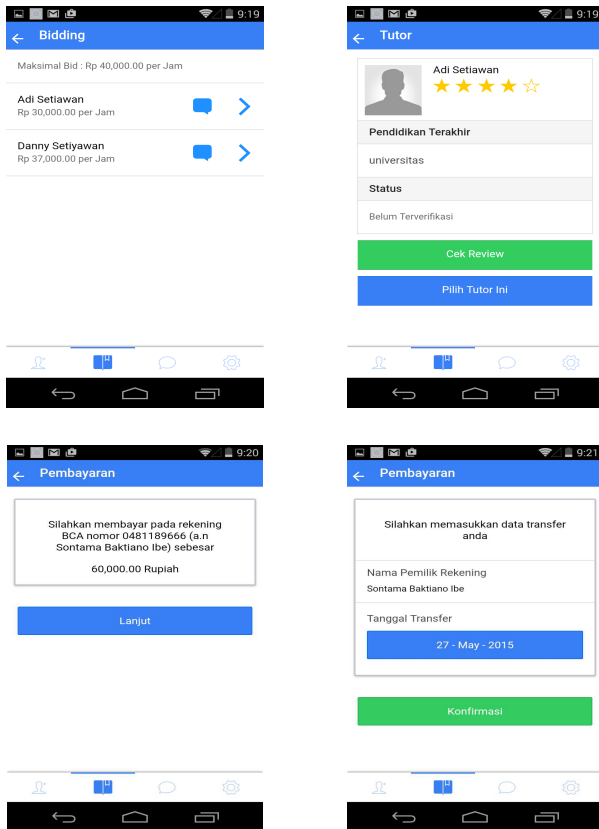 9:19
Bidding
Maksimal Bid : Rp 40,000.00 per Jam
Adi Setiawan
Rp 30,000.00 per Jam
Danny Setiyawan
Rp 37,000.00 per Jam
9:19
Tutor
Adi Setiawan
Pendidikan Terakhir
universitas
Status
Belum Terverifikasi
Cek Review
Pilih Tutor Ini
9:20
Pembayaran
Silahkan membayar pada rekening
BCA nomor 0481189666 (a.n
Sontama Baktiano Ibe) sebesar
60,000.00 Rupiah
Lanjut
9:21
Pembayaran
Silahkan memasukkan data transfer
anda
Nama Pemilik Rekening
Sontama Baktiano Ibe
Tanggal Transfer
27 - May - 2015
Konfirmasi